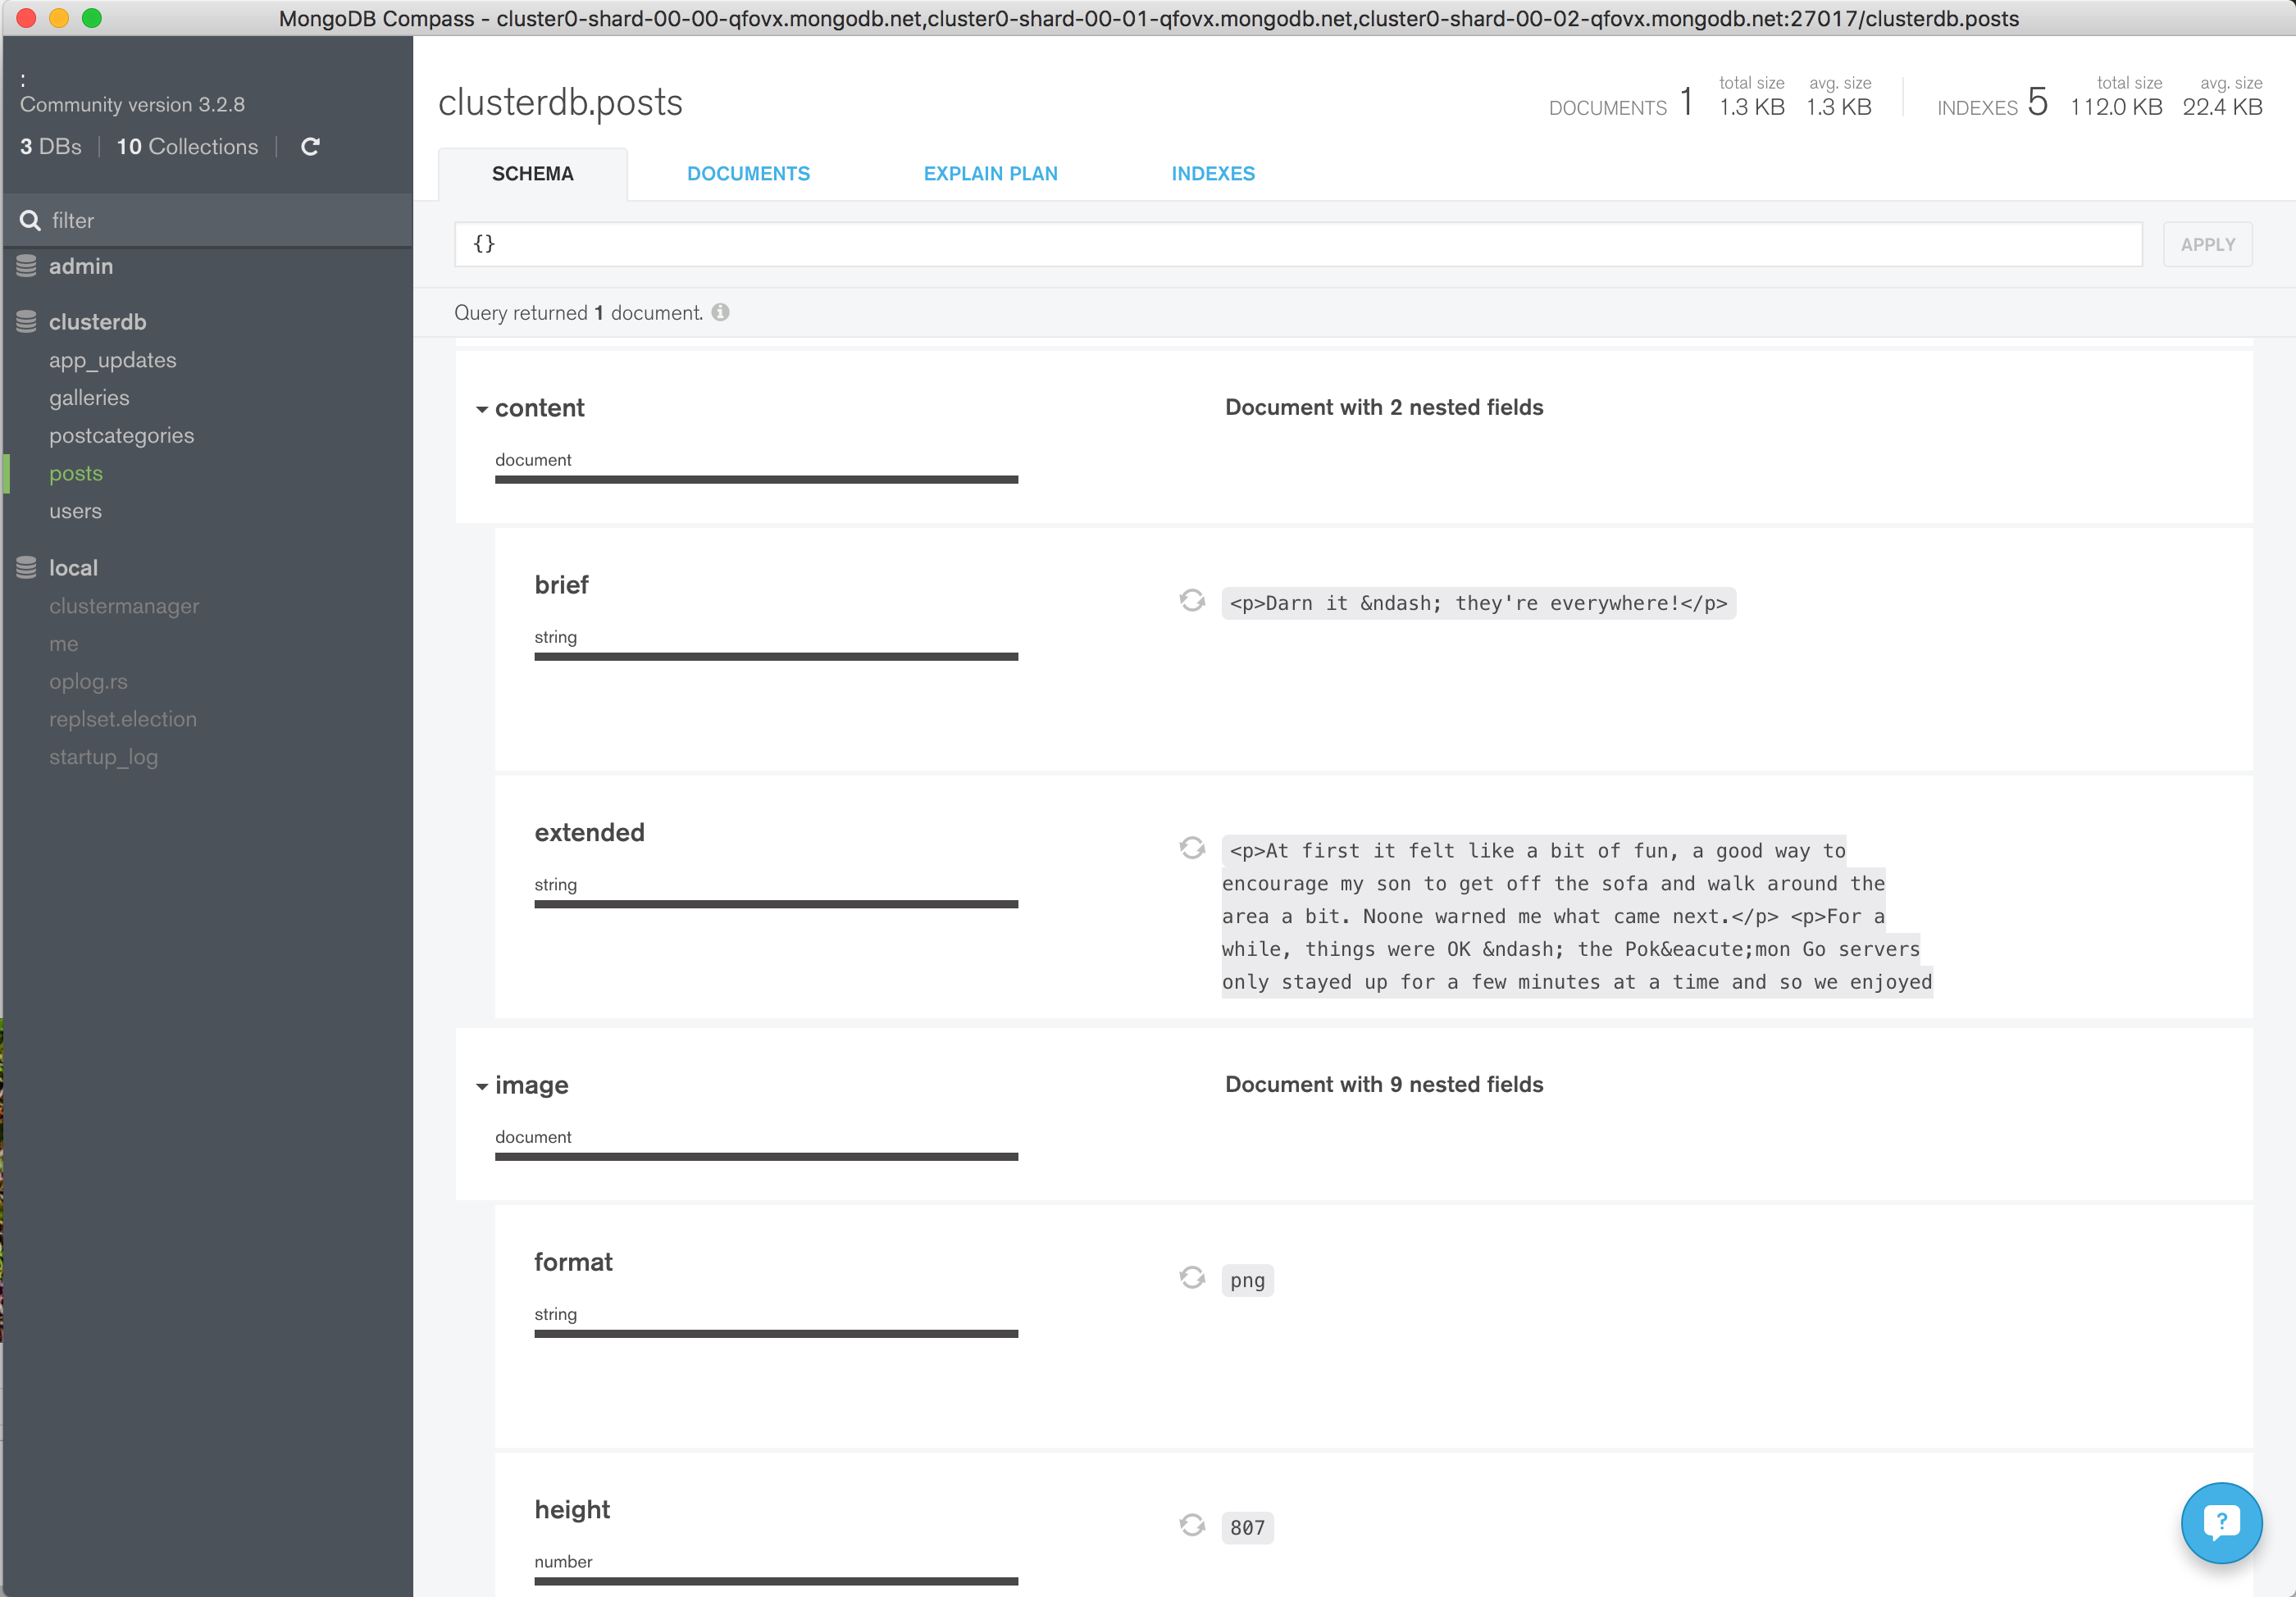 MongoDB Compass - cluster0-shard-00-00-qfovx.mongodb.net,cluster0-shard-00-01-qfovx.mongodb.net,cluster0-shard-00-02-qfovx.mongodb.net:27017/clusterdb.posts
:
Community version 3.2.8
3 DBs | 10 Collections |
filter
admin
clusterdb
app_updates
galleries
postcategories
posts
users
local
clustermanager
me
oplog.rs
replset.election
startup_log
clusterdb.posts
DOCUMENTS 1 total size 1.3 KB avg. size 1.3 KB
INDEXES 5 total size 112.0 KB avg. size 22.4 KB
SCHEMA DOCUMENTS EXPLAIN PLAN INDEXES
{} APPLY
Query returned 1 document.
content Document with 2 nested fields
document
brief
string
<p>Darn it &ndash; they're everywhere!</p>
extended
string
<p>At first it felt like a bit of fun, a good way to
encourage my son to get off the sofa and walk around the
area a bit. Noone warned me what came next.</p> <p>For a
while, things were OK &ndash; the Pok&eacute;mon Go servers
only stayed up for a few minutes at a time and so we enjoyed
image Document with 9 nested fields
document
format
string
png
height
number
807
?